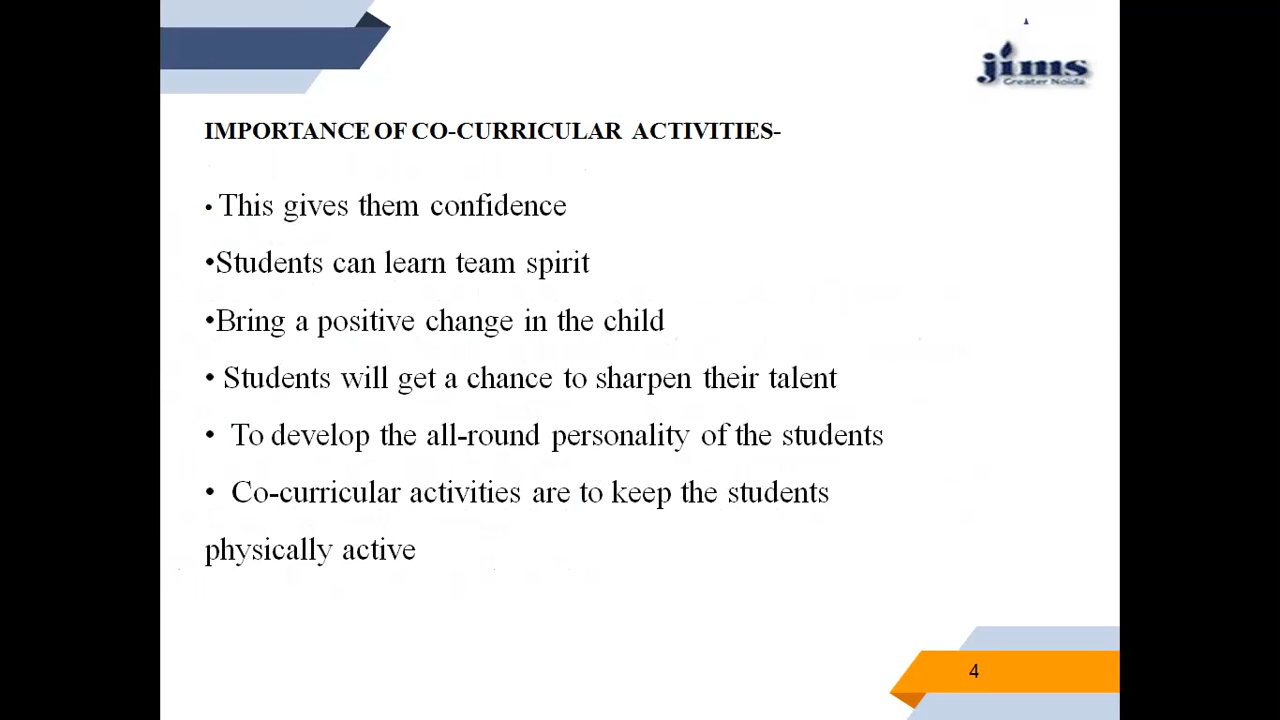 jims
Greater Noida
IMPORTANCE OF CO-CURRICULAR ACTIVITIES-
• This gives them confidence
•Students can learn team spirit
•Bring a positive change in the child
• Students will get a chance to sharpen their talent
• To develop the all-round personality of the students
• Co-curricular activities are to keep the students
physically active
4